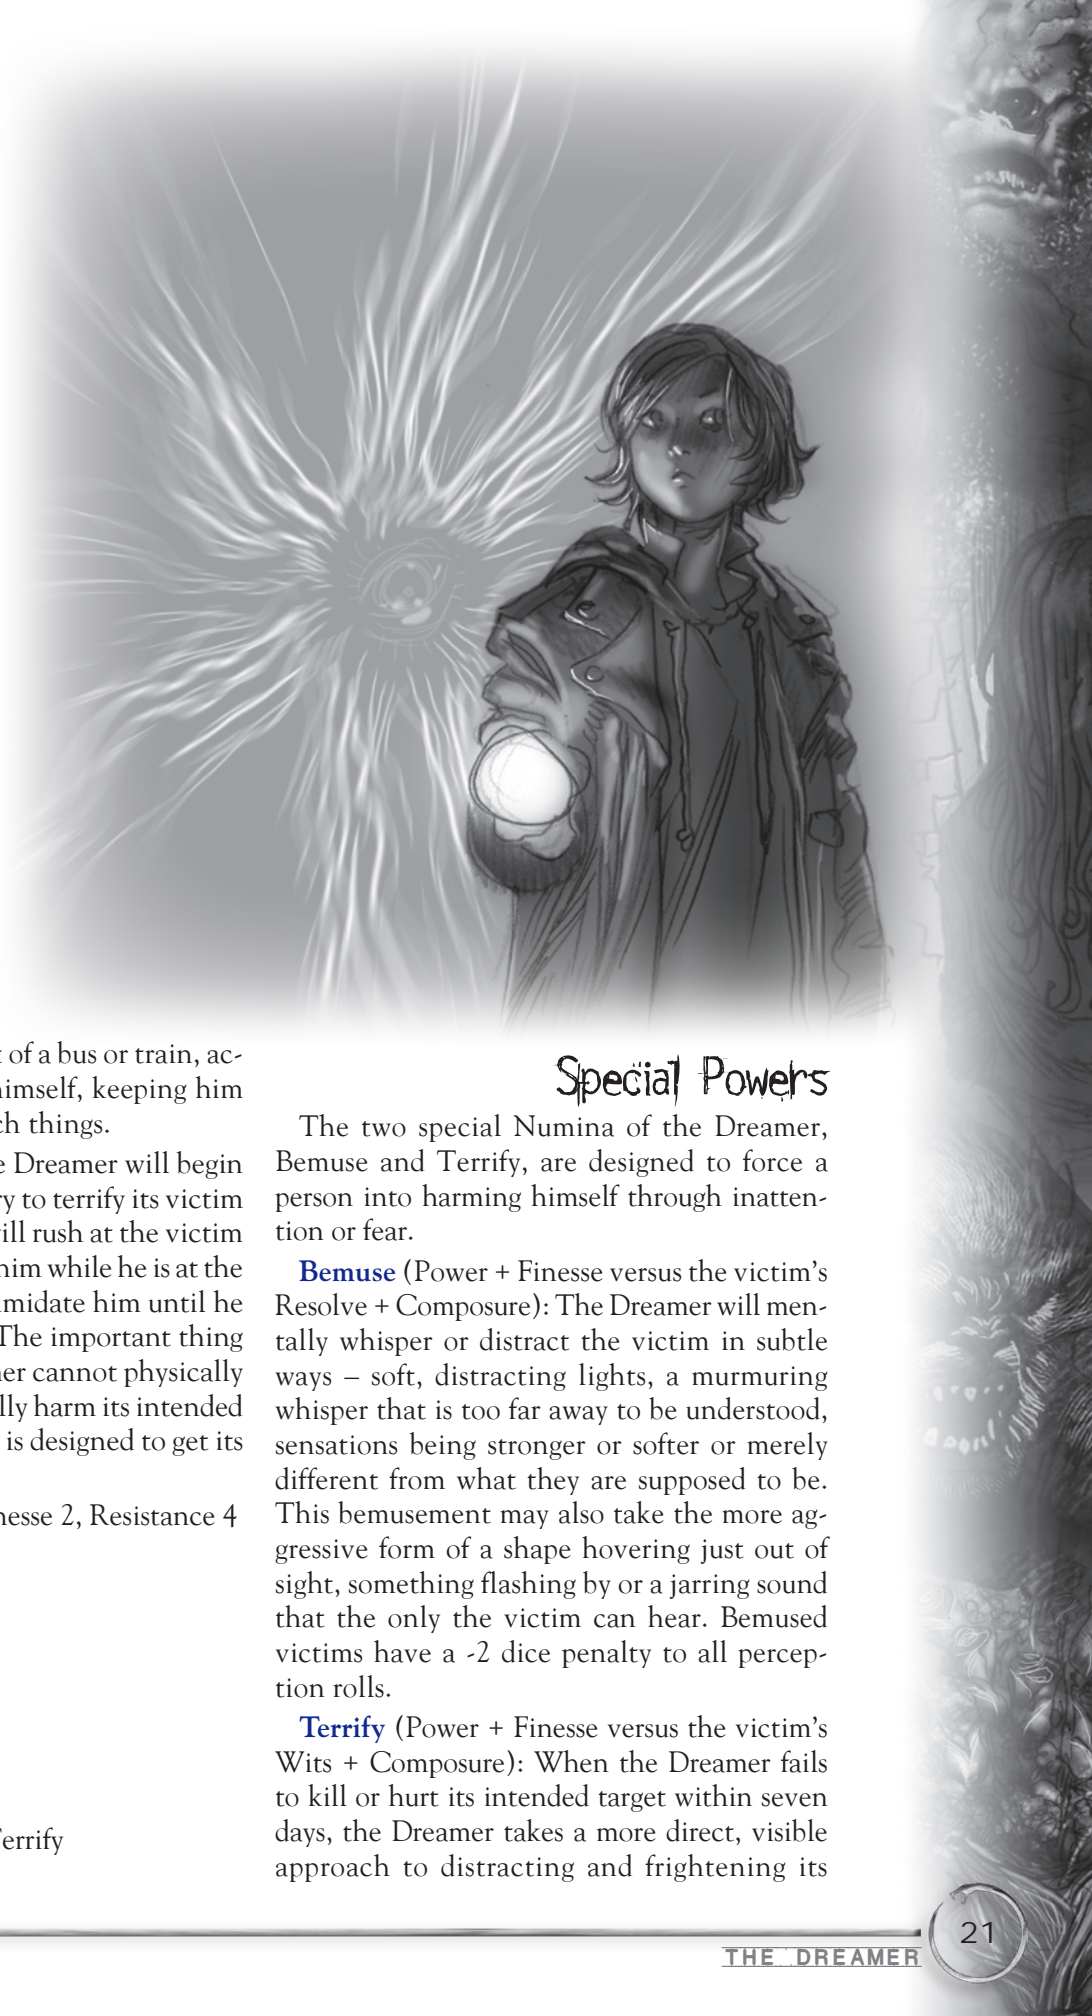 of a bus or train, ac-
himself, keeping him
things.
Dreamer will begin
to terrify its victim
rush at the victim
him while he is at the
him until he
The important thing
cannot physically
harm its intended
is designed to get its
2, Resistance 4
Terrify
Special Powers
The two special Numina of the Dreamer,
Bemuse and Terrify, are designed to force a
person into harming himself through inatten-
tion or fear.
Bemuse (Power + Finesse versus the victim's
Resolve + Composure): The Dreamer will men-
tally whisper or distract the victim in subtle
ways – soft, distracting lights, a murmuring
whisper that is too far away to be understood,
sensations being stronger or softer or merely
different from what they are supposed to be.
This bemusement may also take the more ag-
gressive form of a shape hovering just out of
sight, something flashing by or a jarring sound
that the only the victim can hear. Bemused
victims have a -2 dice penalty to all percep-
tion rolls.
Terrify (Power + Finesse versus the victim's
Wits + Composure): When the Dreamer fails
to kill or hurt its intended target within seven
days, the Dreamer takes a more direct, visible
approach to distracting and frightening its
THE DREAMER
21